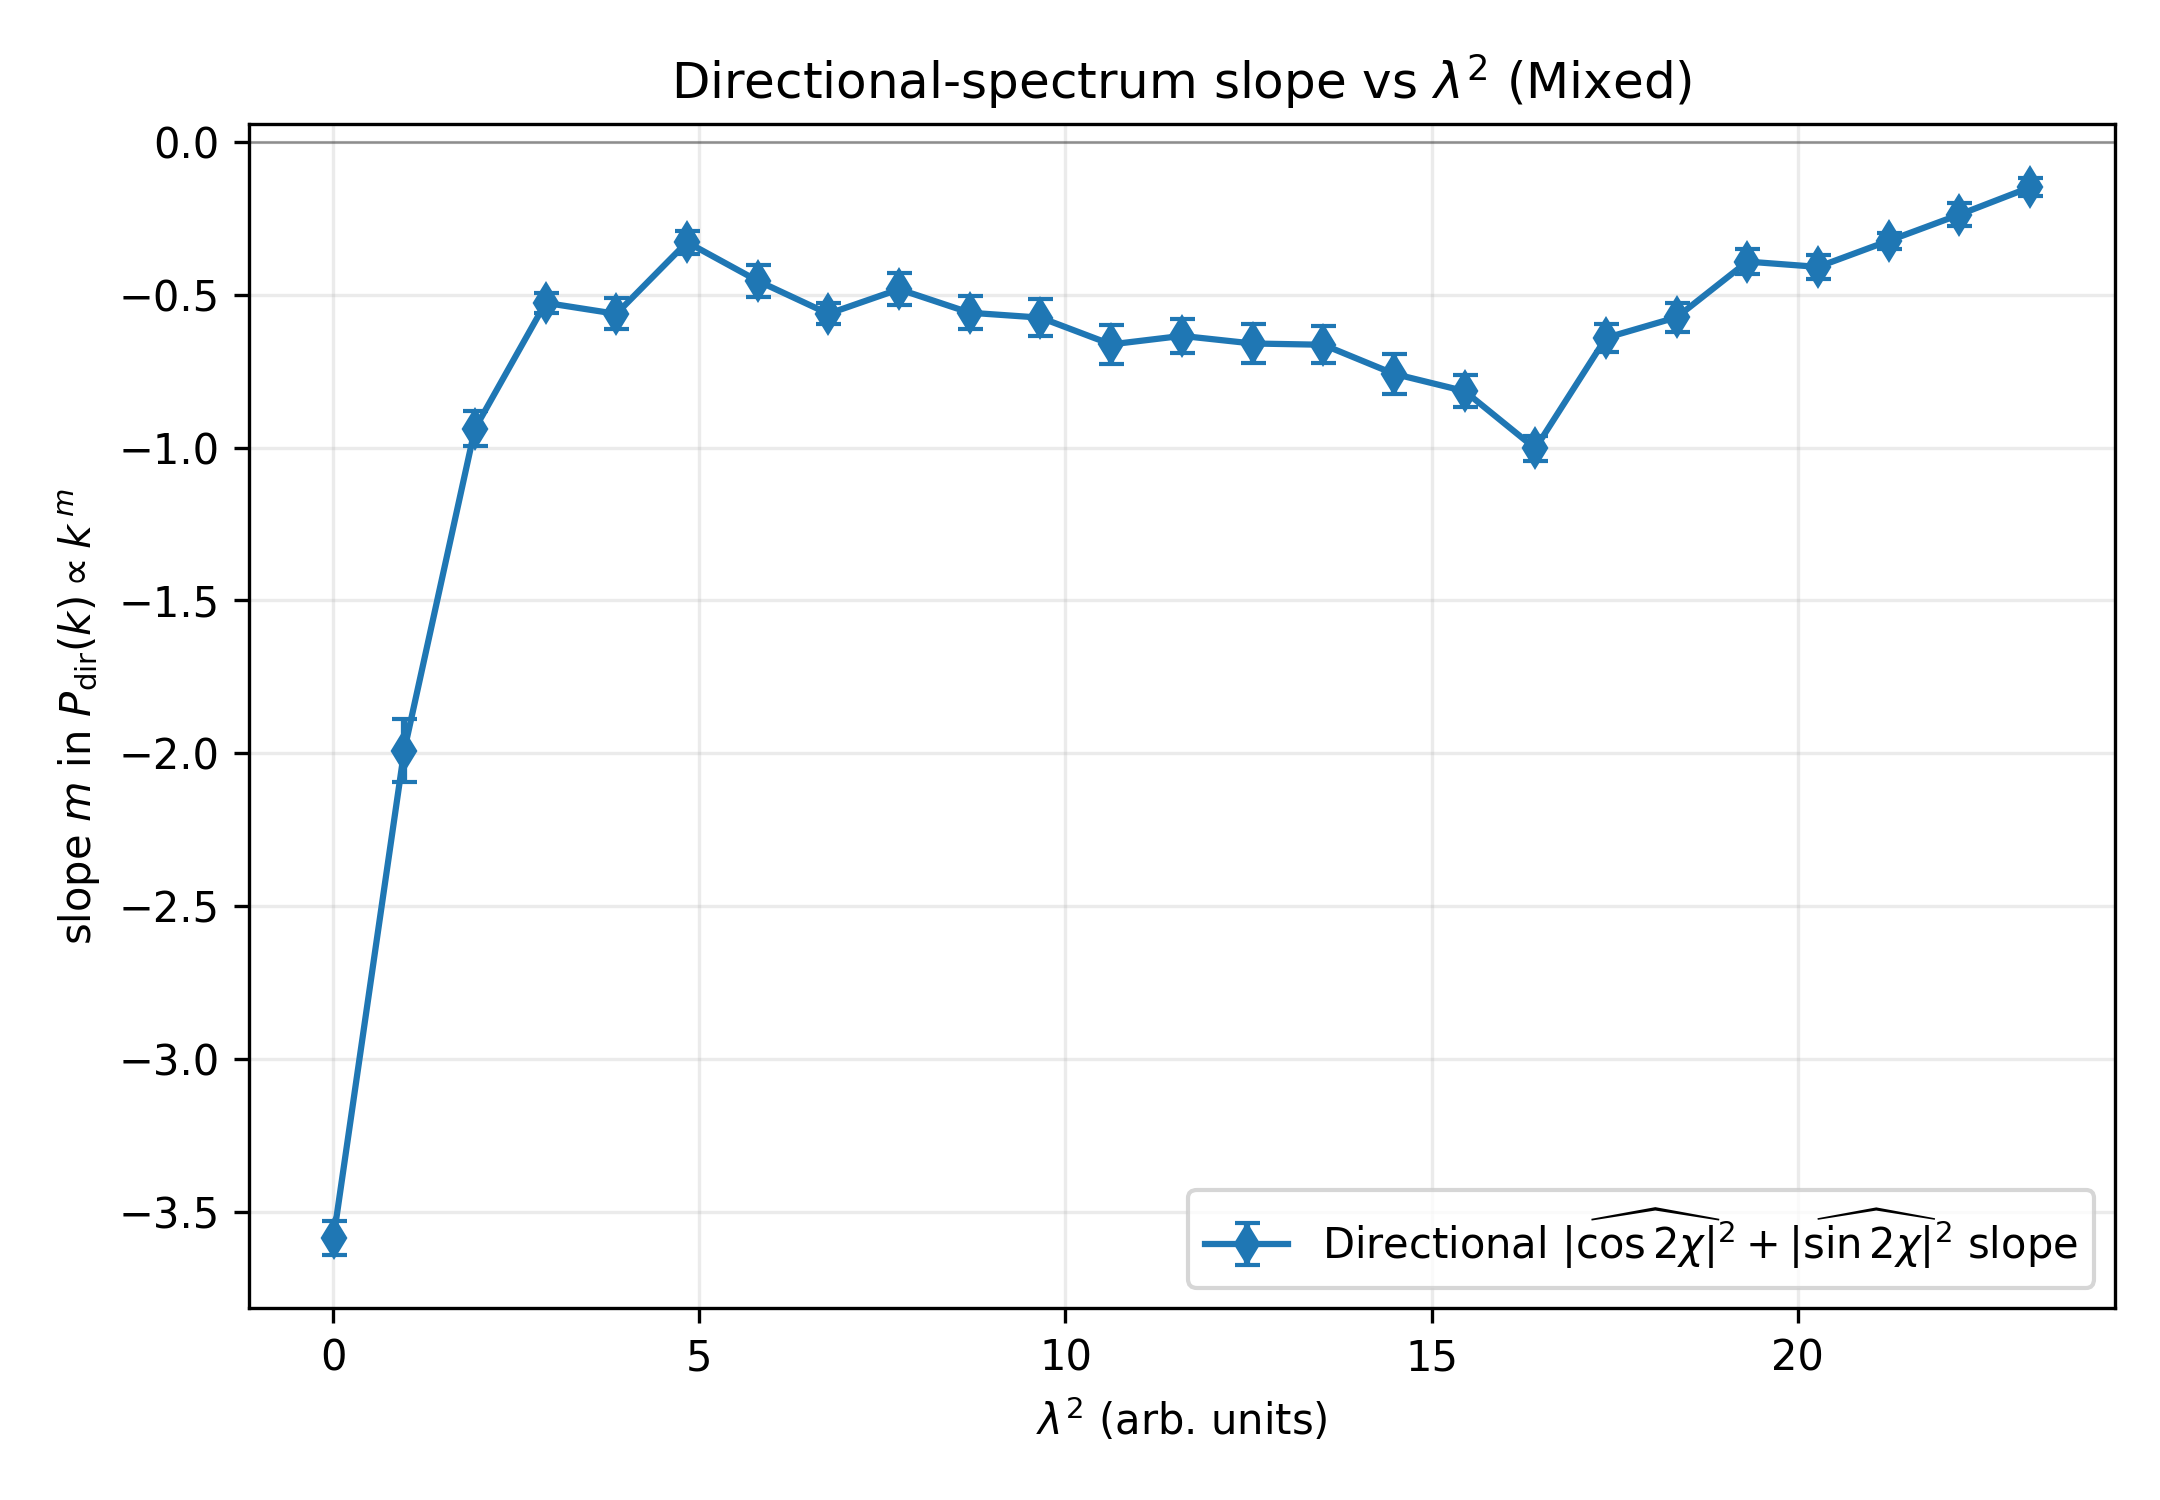 Directional-spectrum slope vs λ² (Mixed)
slope m in P_dir(k) ∝ k^m
0.0
−0.5
−1.0
−1.5
−2.0
−2.5
−3.0
−3.5
Directional |\widehat{cos 2χ}|² + |\widehat{sin 2χ}|² slope
0 5 10 15 20
λ² (arb. units)